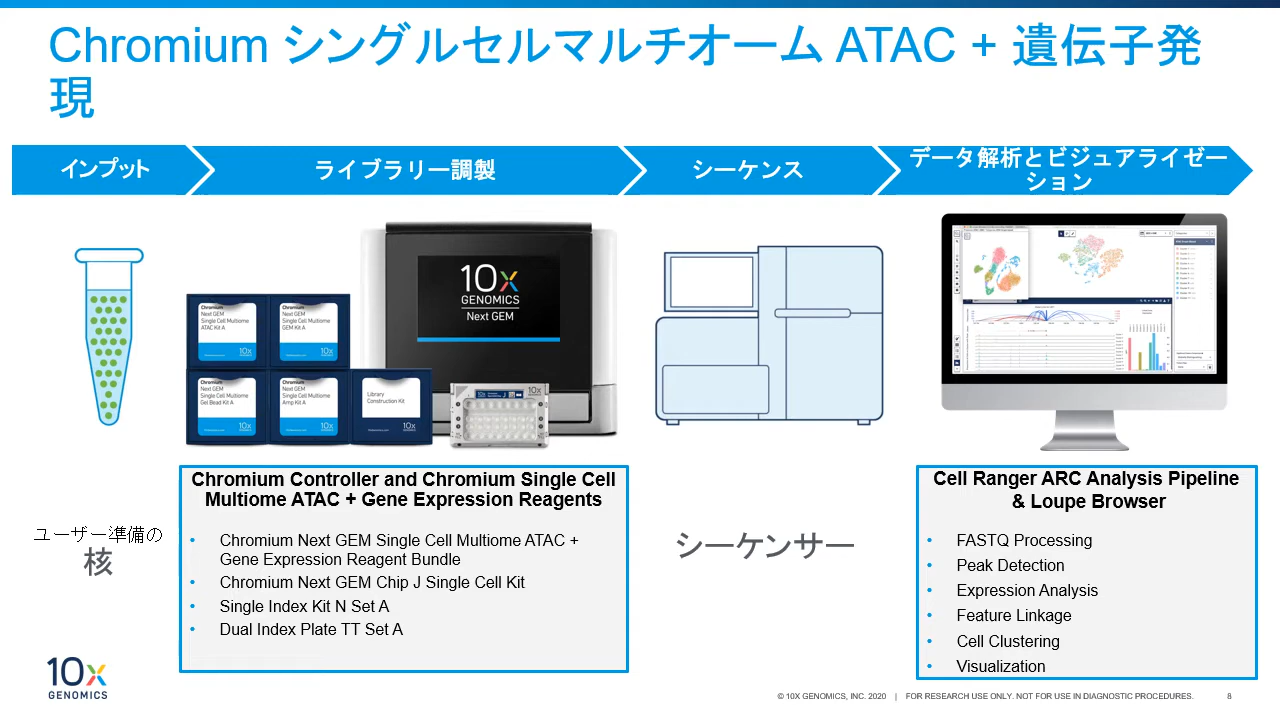 Chromium シングルセルマルチオーム ATAC + 遺伝子発
現
インプット
ライブラリー調製
シーケンス
データ解析とビジュアライゼー
ション
10x
GENOMICS
Next GEM
Chromium
Next GEM
Single Cell Multiome
ATAC Kit A
10x
Chromium
Next GEM
Single Cell Multiome
GEM Kit A
10x
Chromium
Next GEM
Single Cell Multiome
Gel Bead Kit A
10x
Chromium
Next GEM
Single Cell Multiome
Amp Kit A
10x
Library
Construction Kit
10x
10x
ユーザー準備の
核
Chromium Controller and Chromium Single Cell
Multiome ATAC + Gene Expression Reagents
• Chromium Next GEM Single Cell Multiome ATAC +
Gene Expression Reagent Bundle
• Chromium Next GEM Chip J Single Cell Kit
• Single Index Kit N Set A
• Dual Index Plate TT Set A
シーケンサー
Cell Ranger ARC Analysis Pipeline
& Loupe Browser
• FASTQ Processing
• Peak Detection
• Expression Analysis
• Feature Linkage
• Cell Clustering
• Visualization
10x
GENOMICS
© 10X GENOMICS, INC. 2020 | FOR RESEARCH USE ONLY. NOT FOR USE IN DIAGNOSTIC PROCEDURES. 8